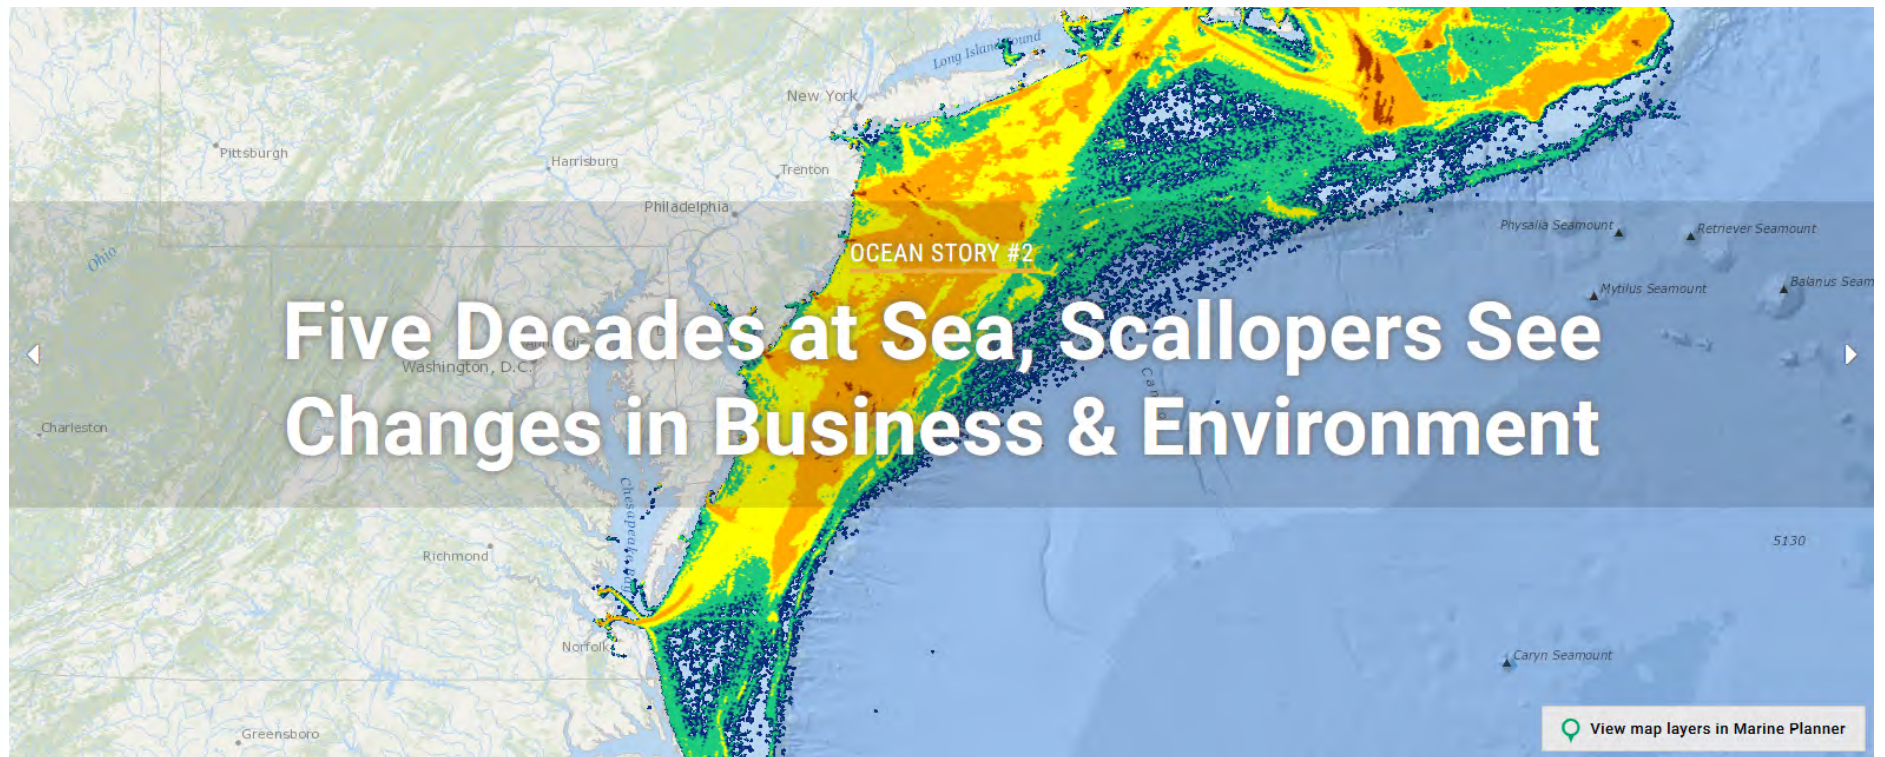 Long Island Sound
New York
Pittsburgh
Harrisburg
Trenton
Philadelphia
Ohio
Physalia Seamount
Retriever Seamount
OCEAN STORY #2
Mytilus Seamount
Balanus Seam
Five Decades at Sea, Scallopers See
Washington, D.C.
Changes in Business & Environment
Charleston
Chesapeake Bay
5130
Richmond
Norfolk
Caryn Seamount
Greensboro
View map layers in Marine Planner